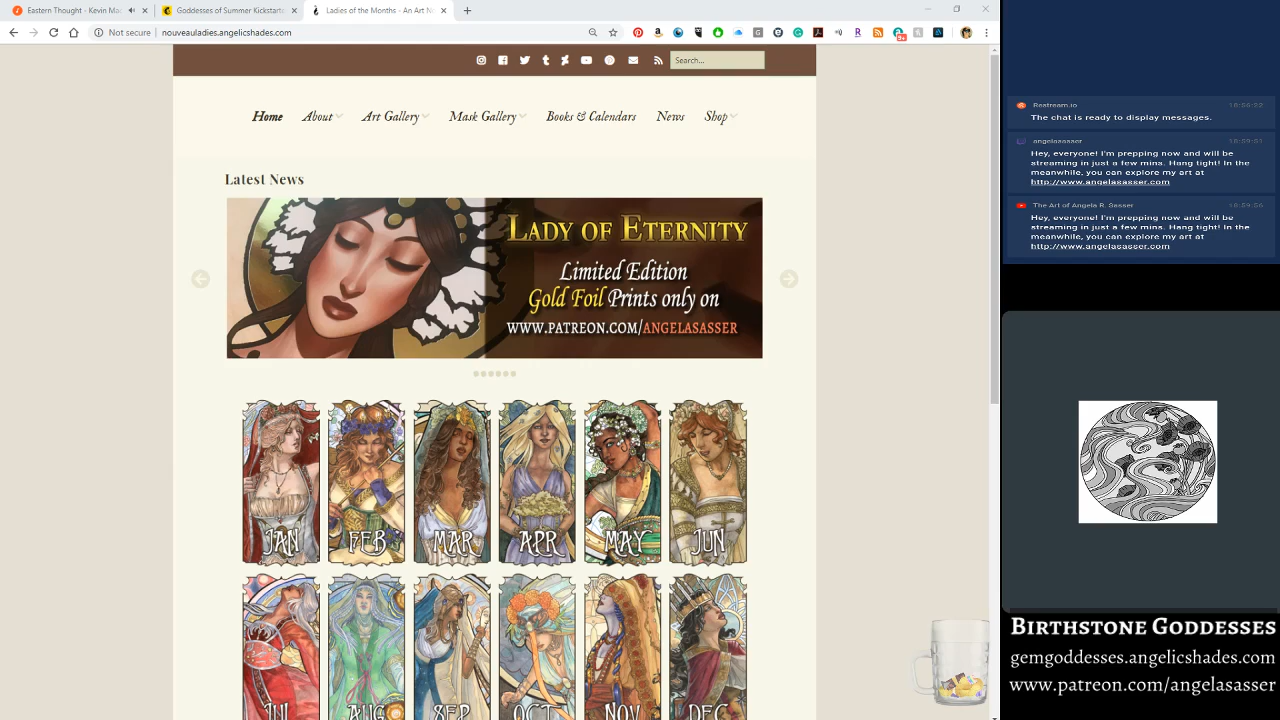 Eastern Thought - Kevin Mac
Goddesses of Summer Kickstarte
Ladies of the Months - An Art N
Not secure
nouveauladies.angelicshades.com
9+
Search...
Home
About
Art Gallery
Mask Gallery
Books & Calendars
News
Shop
Latest News
LADY OF ETERNITY
Limited Edition
Gold Foil Prints only on
WWW.PATREON.COM/ANGELASASSER
JAN
FEB
MAR
APR
MAY
JUN
JUL
AUG
SEP
OCT
NOV
DEC
Restream.io
The chat is ready to display messages.
angelasasser
Hey, everyone! I'm prepping now and will be
streaming in just a few mins. Hang tight! In the
meanwhile, you can explore my art at
http://www.angelasasser.com
The Art of Angela R. Sasser
18:59:56
Hey, everyone! I'm prepping now and will be
streaming in just a few mins. Hang tight! In the
meanwhile, you can explore my art at
http://www.angelasasser.com
BIRTHSTONE GODDESSES
gemgoddesses.angelicshades.com
www.patreon.com/angelasasser